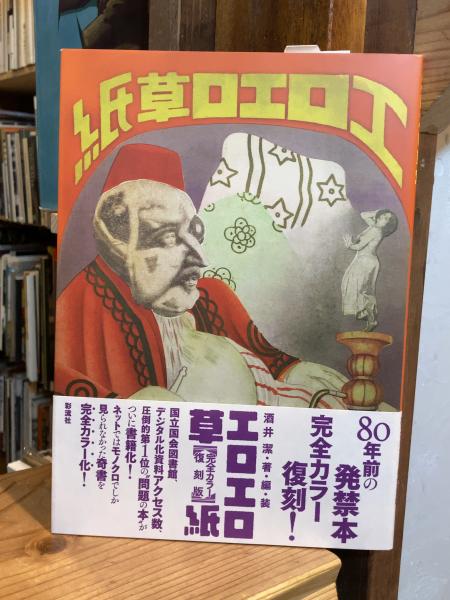 エロエロ草紙
80年前の
発禁本
完全カラー
復刻！
酒井潔・著・編・装
エロエロ
草紙
【完全カラー
復刻版】
国立国会図書館、
デジタル化資料アクセス数、
圧倒的第1位の“問題の本”が
ついに書籍化！
ネットではモノクロでしか
見られなかった奇書を
完全カラー化！
彩流社